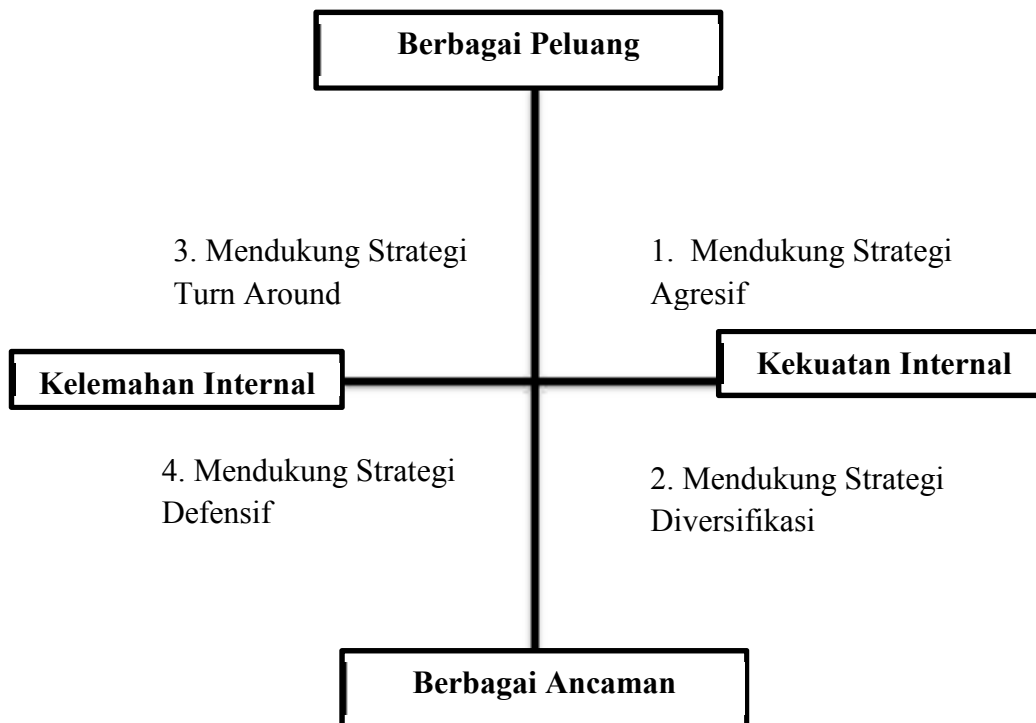 Berbagai Peluang
3. Mendukung Strategi
Turn Around
1. Mendukung Strategi
Agresif
Kelemahan Internal
Kekuatan Internal
4. Mendukung Strategi
Defensif
2. Mendukung Strategi
Diversifikasi
Berbagai Ancaman